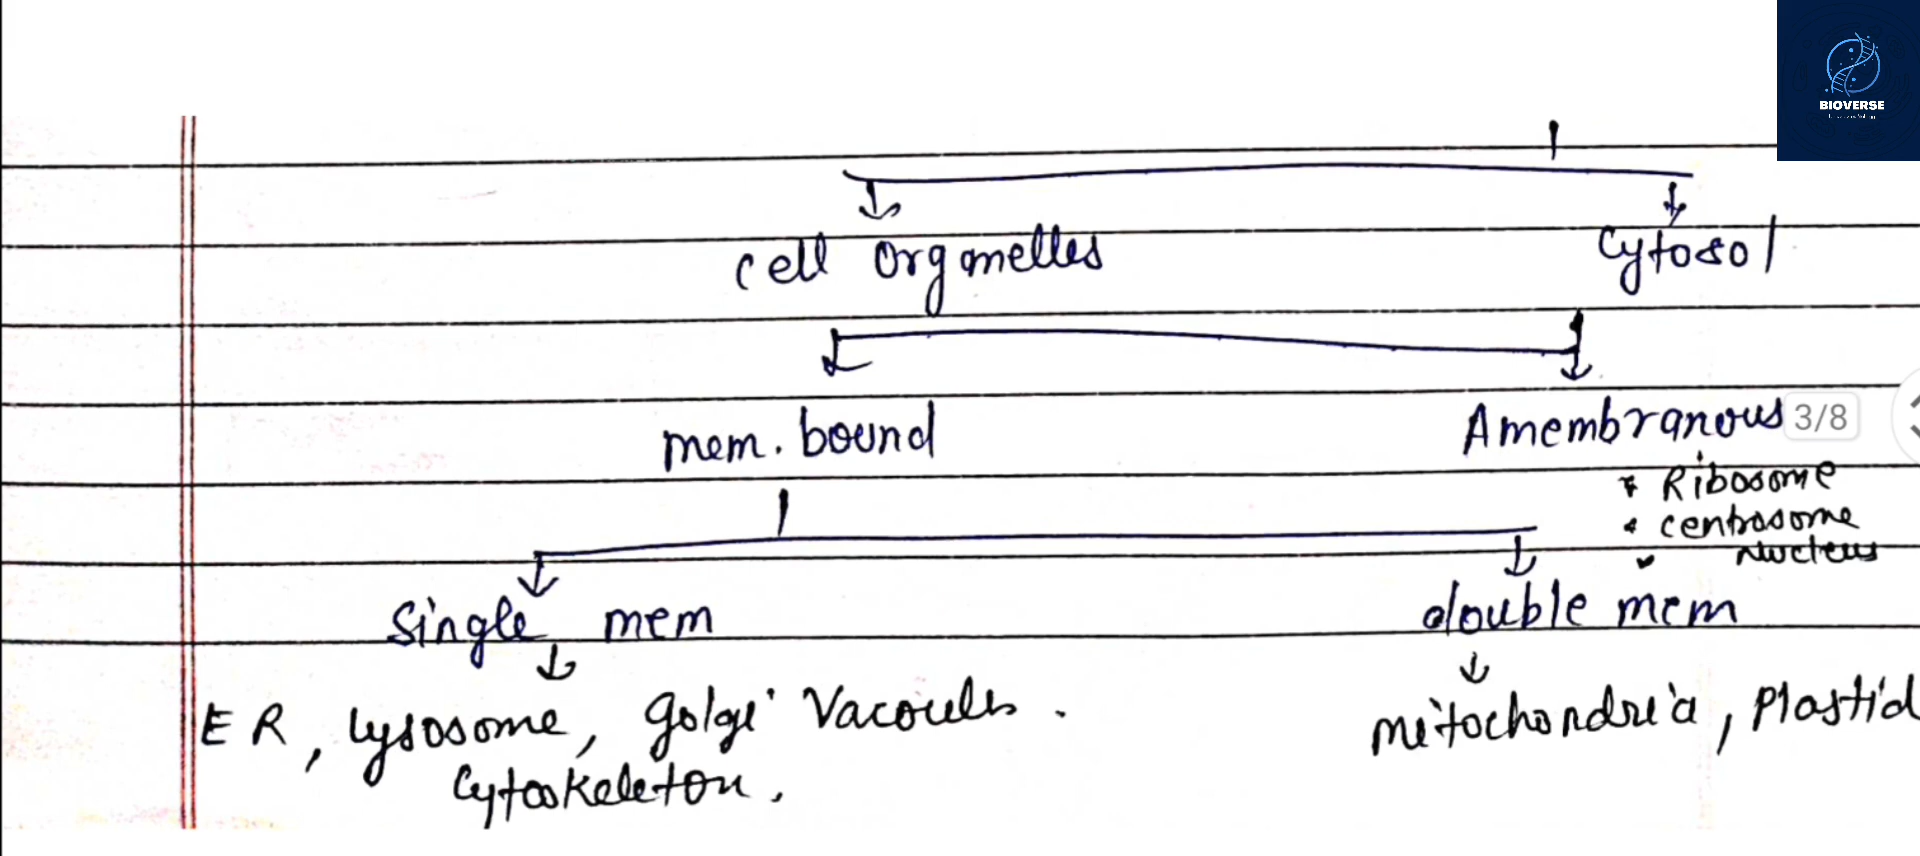 BIOVERSE
cell organelles
Cytosol
mem. bound
Amembranous
3/8
* Ribosome
* Centrosome
Nucleus
Single mem
double mem
ER, Lysosome, Golgi Vacoules.
mitochondria, Plastid
Cytoskeleton.